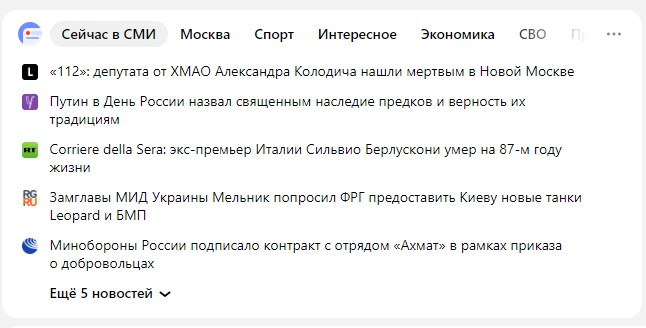 Сейчас в СМИ Москва Спорт Интересное Экономика СВО
L «112»: депутата от ХМАО Александра Колодича нашли мертвым в Новой Москве
Путин в День России назвал священным наследие предков и верность их
традициям
RT Corriere della Sera: экс-премьер Италии Сильвио Берлускони умер на 87-м году
жизни
RG
RU Замглавы МИД Украины Мельник попросил ФРГ предоставить Киеву новые танки
Leopard и БМП
Минобороны России подписало контракт с отрядом «Ахмат» в рамках приказа
о добровольцах
Ещё 5 новостей